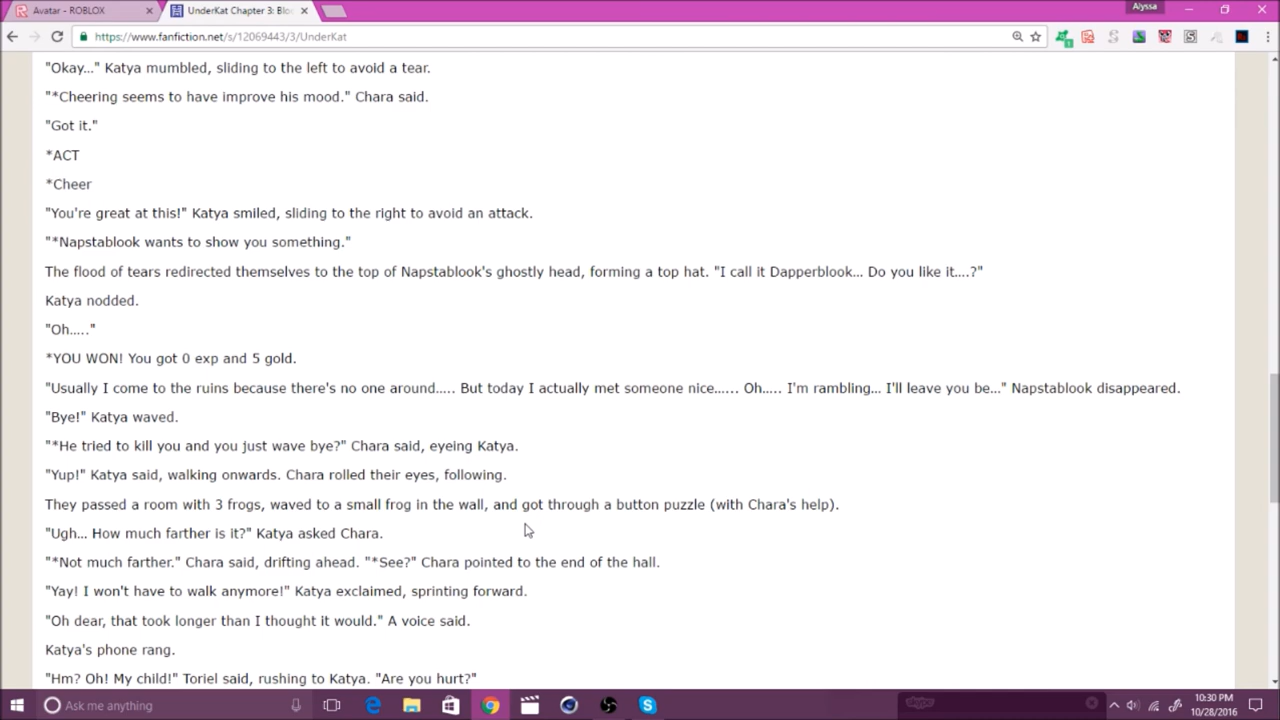 Avatar - ROBLOX
UnderKat Chapter 3: Blo
Alyssa
https://www.fanfiction.net/s/12069443/3/UnderKat
"Okay…" Katya mumbled, sliding to the left to avoid a tear.
"*Cheering seems to have improve his mood." Chara said.
"Got it."
*ACT
*Cheer
"You're great at this!" Katya smiled, sliding to the right to avoid an attack.
"*Napstablook wants to show you something."
The flood of tears redirected themselves to the top of Napstablook's ghostly head, forming a top hat. "I call it Dapperblook… Do you like it….?"
Katya nodded.
"Oh….."
*YOU WON! You got 0 exp and 5 gold.
"Usually I come to the ruins because there's no one around….. But today I actually met someone nice…... Oh….. I'm rambling… I'll leave you be…" Napstablook disappeared.
"Bye!" Katya waved.
"*He tried to kill you and you just wave bye?" Chara said, eyeing Katya.
"Yup!" Katya said, walking onwards. Chara rolled their eyes, following.
They passed a room with 3 frogs, waved to a small frog in the wall, and got through a button puzzle (with Chara's help).
"Ugh… How much farther is it?" Katya asked Chara.
"*Not much farther." Chara said, drifting ahead. "*See?" Chara pointed to the end of the hall.
"Yay! I won't have to walk anymore!" Katya exclaimed, sprinting forward.
"Oh dear, that took longer than I thought it would." A voice said.
Katya's phone rang.
"Hm? Oh! My child!" Toriel said, rushing to Katya. "Are you hurt?"
Ask me anything
10:30 PM
10/28/2016